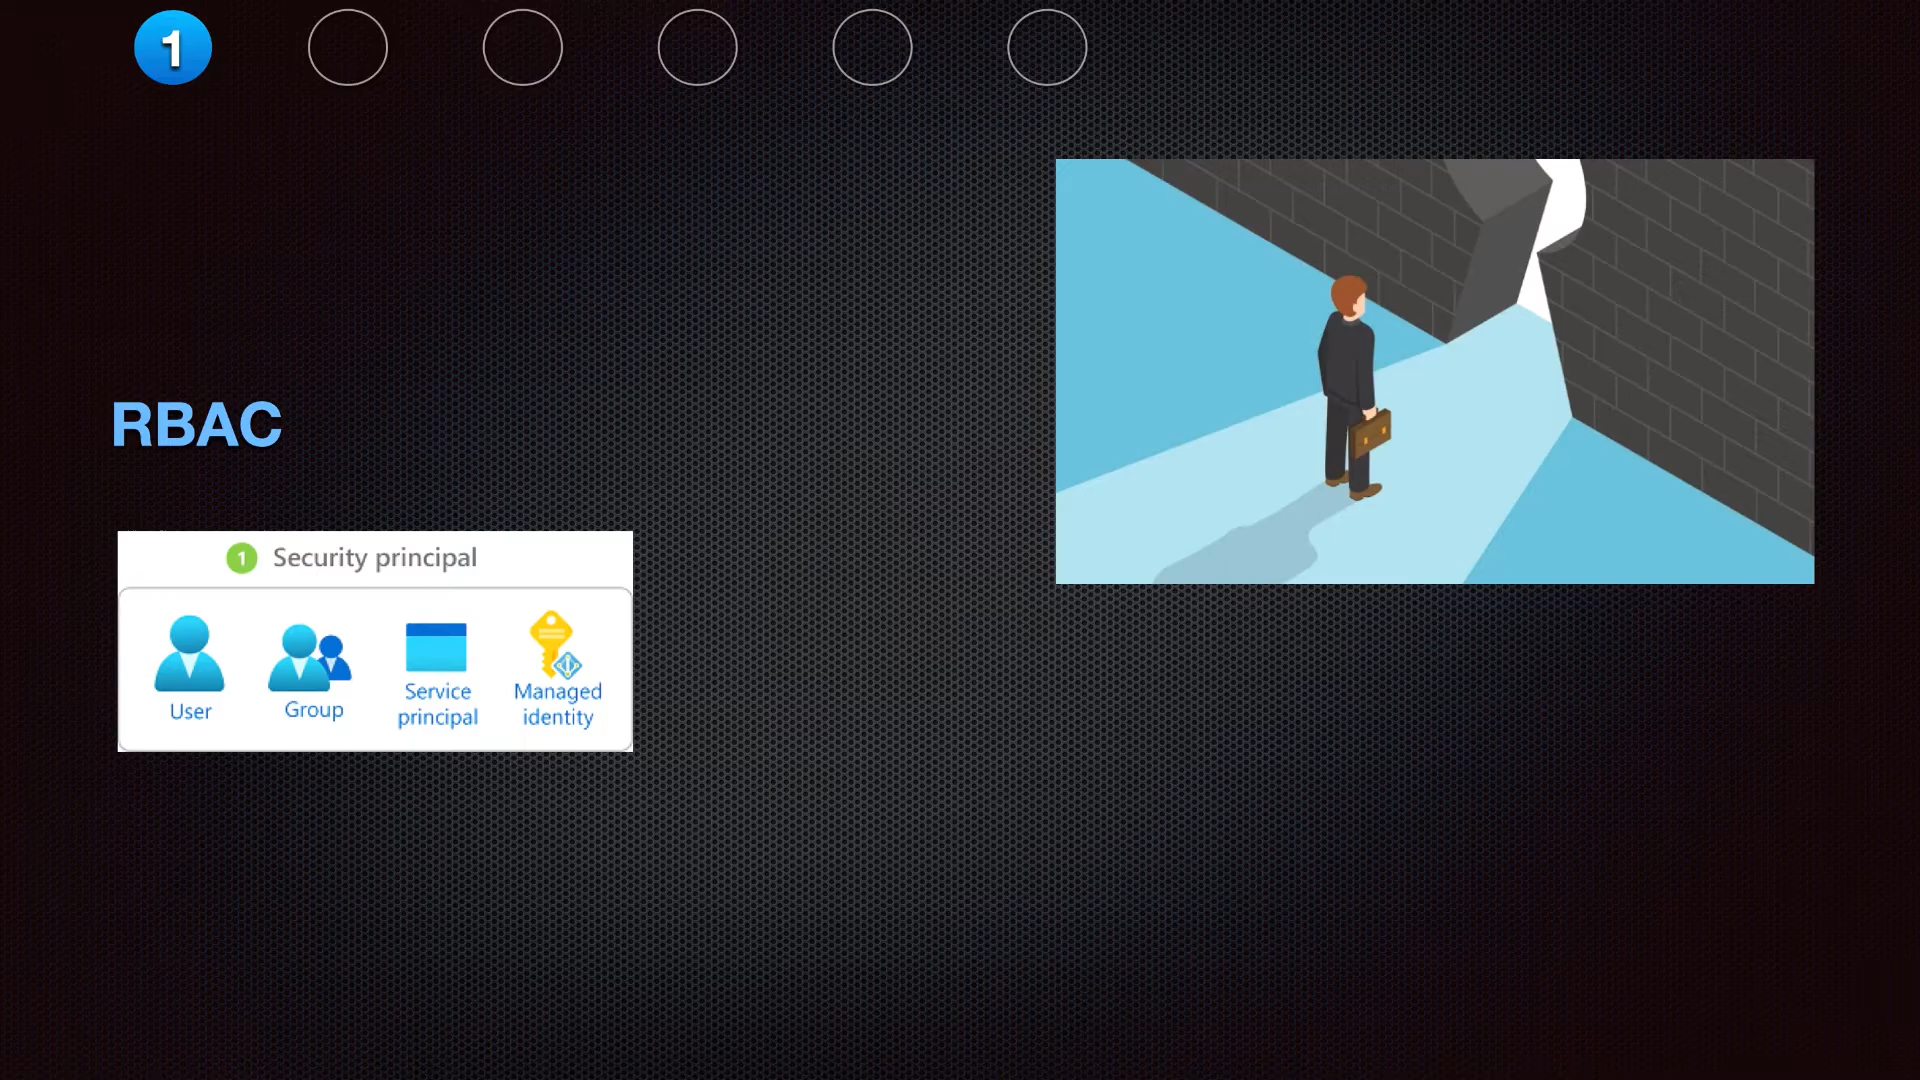 1
RBAC
1 Security principal
User
Group
Service
principal
Managed
identity